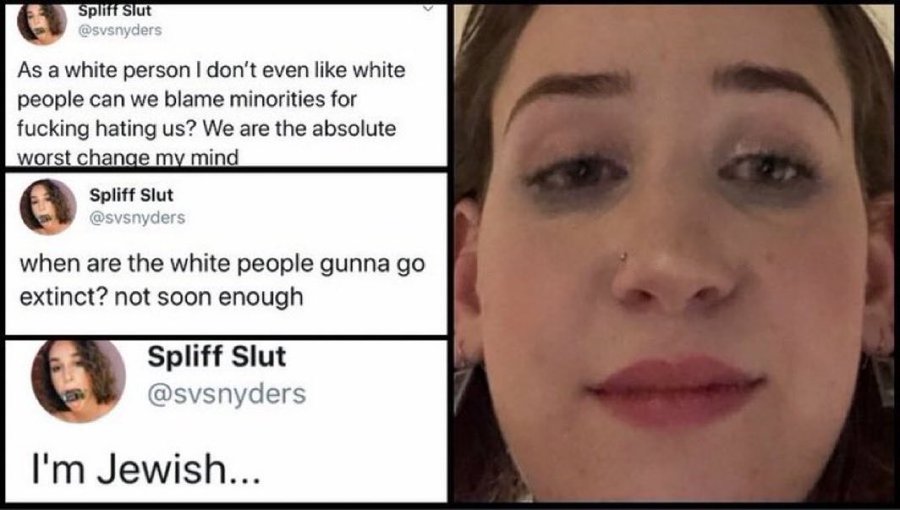 Spliff Slut
@svsnyders
As a white person I don't even like white
people can we blame minorities for
fucking hating us? We are the absolute
worst change my mind
Spliff Slut
@svsnyders
when are the white people gunna go
extinct? not soon enough
Spliff Slut
@svsnyders
I'm Jewish...